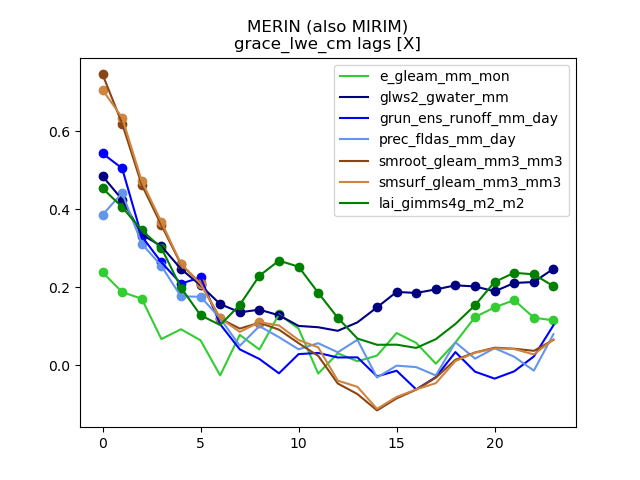 MERIN (also MIRIM)
grace_lwe_cm lags [X]
e_gleam_mm_mon
glws2_gwater_mm
grun_ens_runoff_mm_day
prec_fldas_mm_day
smroot_gleam_mm3_mm3
smsurf_gleam_mm3_mm3
lai_gimms4g_m2_m2
0.6
0.4
0.2
0.0
0 5 10 15 20